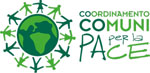 COORDINAMENTO
COMUNI
per la
PACE